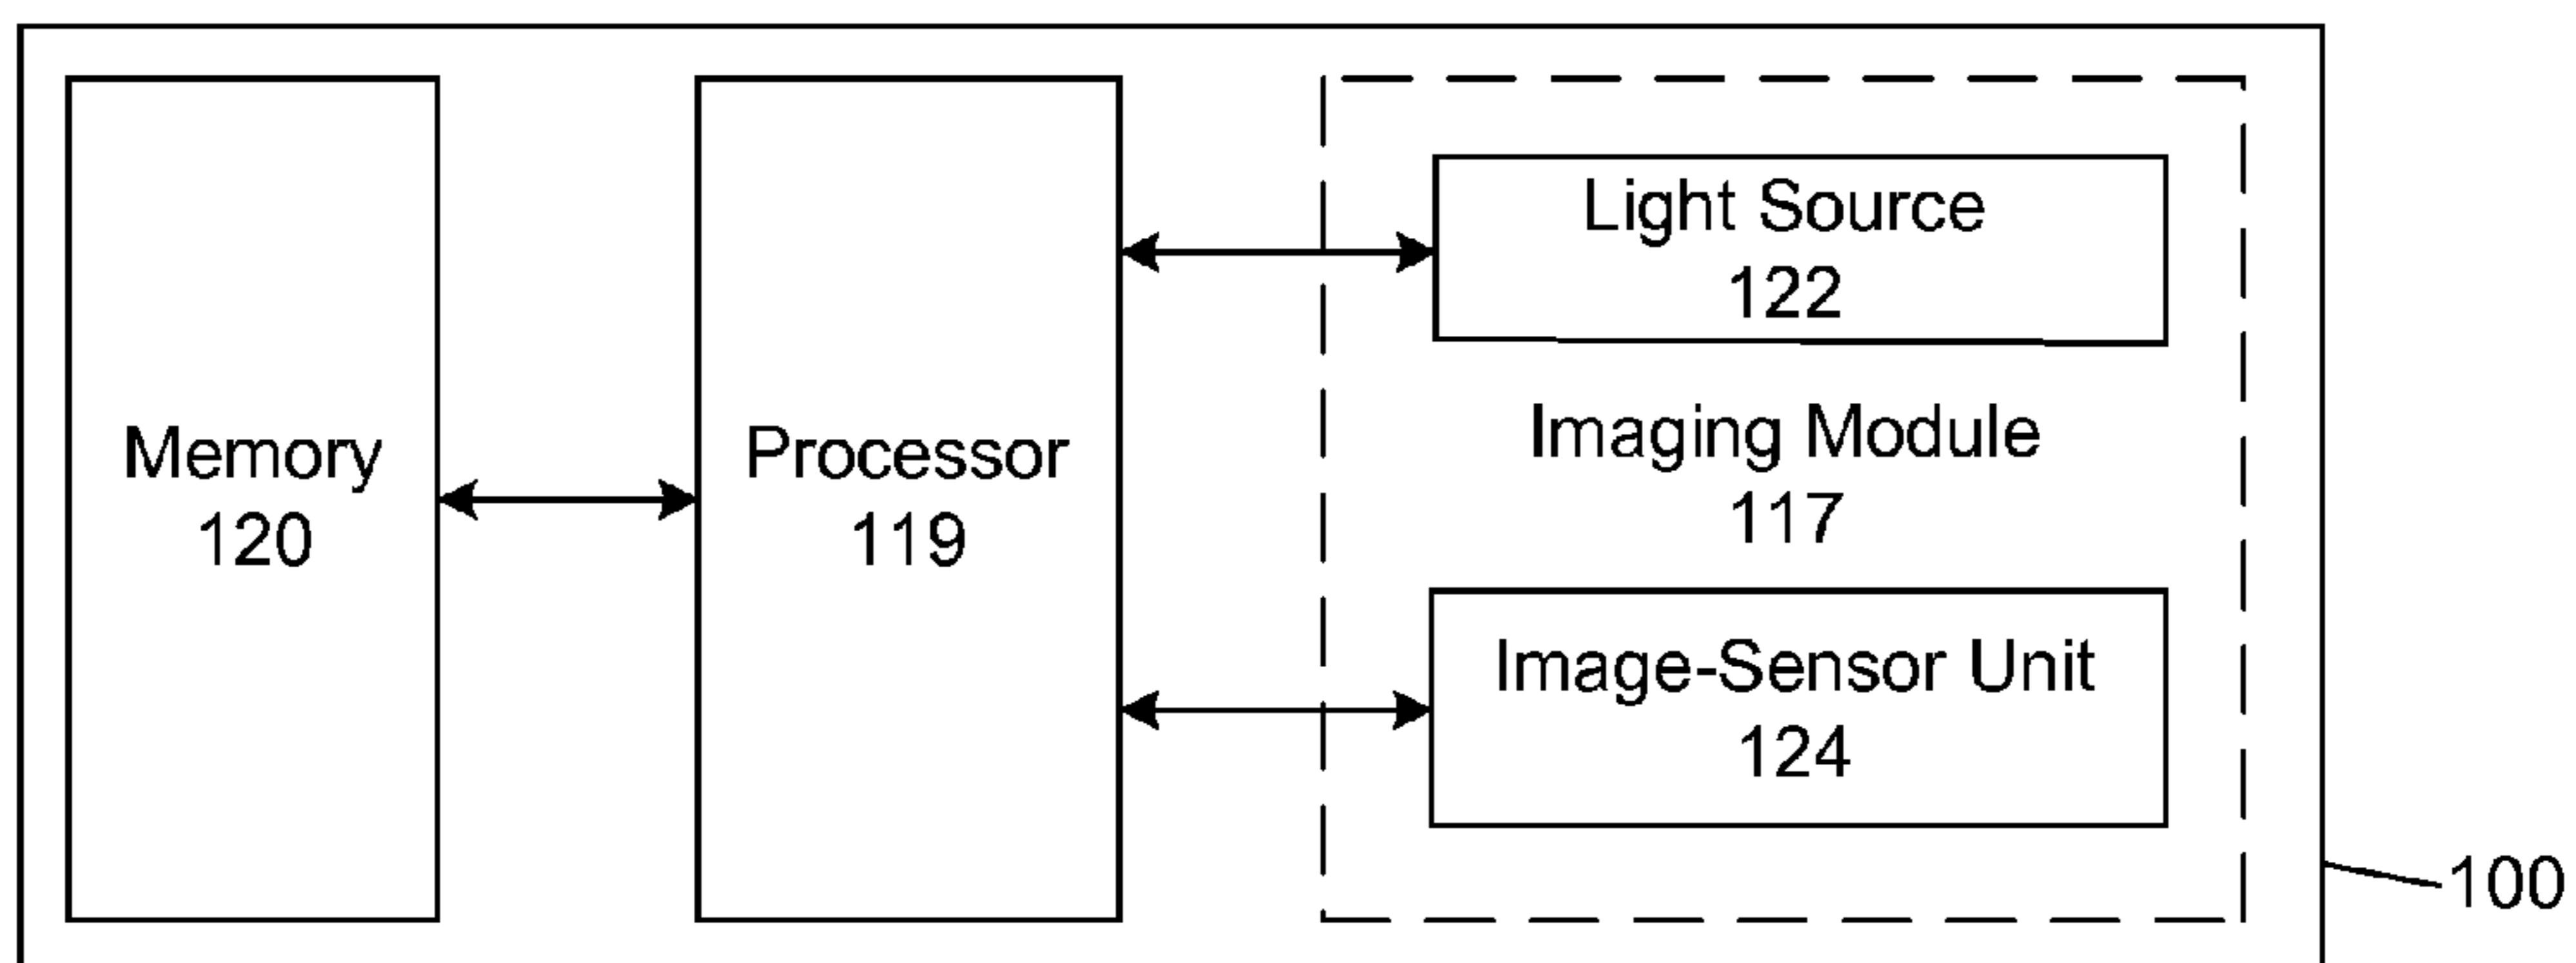 Memory
120
Processor
119
Light Source
122
Imaging Module
117
Image-Sensor Unit
124
100